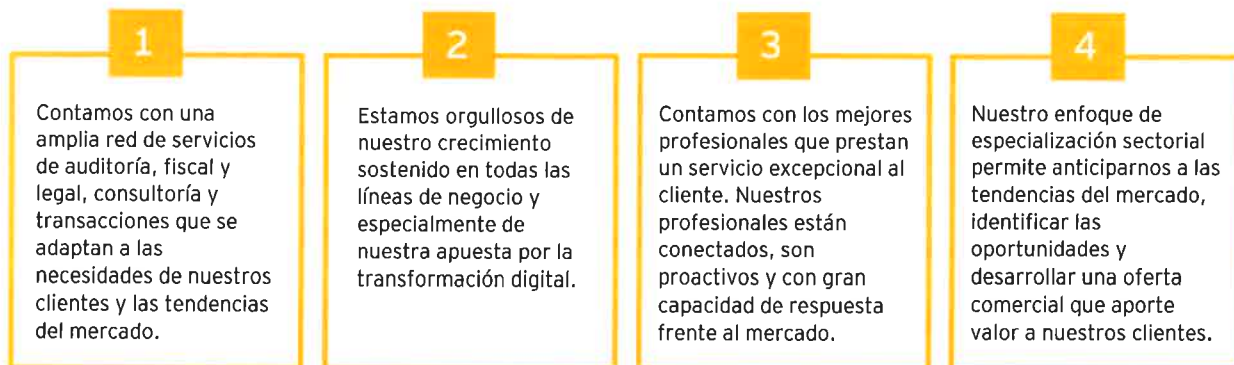 1
Contamos con una
amplia red de servicios
de auditoría, fiscal y
legal, consultoría y
transacciones que se
adaptan a las
necesidades de nuestros
clientes y las tendencias
del mercado.
2
Estamos orgullosos de
nuestro crecimiento
sostenido en todas las
líneas de negocio y
especialmente de
nuestra apuesta por la
transformación digital.
3
Contamos con los mejores
profesionales que prestan
un servicio excepcional al
cliente. Nuestros
profesionales están
conectados, son
proactivos y con gran
capacidad de respuesta
frente al mercado.
4
Nuestro enfoque de
especialización sectorial
permite anticiparnos a las
tendencias del mercado,
identificar las
oportunidades y
desarrollar una oferta
comercial que aporte
valor a nuestros clientes.